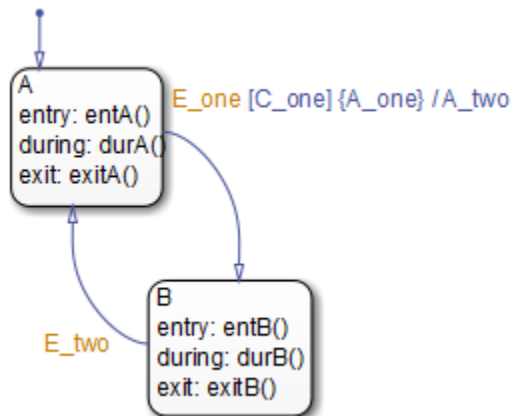 A
entry: entA()
during: durA()
exit: exitA()
E_one [C_one] {A_one} / A_two
B
entry: entB()
during: durB()
exit: exitB()
E_two